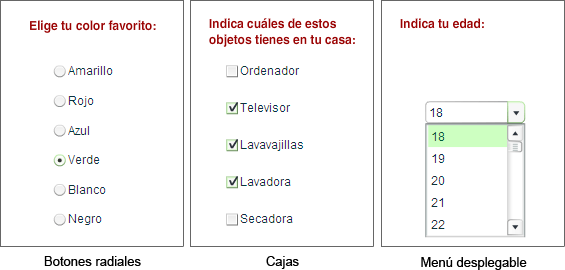 Elige tu color favorito:
Amarillo
Rojo
Azul
Verde
Blanco
Negro
Botones radiales
Indica cuáles de estos
objetos tienes en tu casa:
Ordenador
Televisor
Lavavajillas
Lavadora
Secadora
Cajas
Indica tu edad:
18
18
19
20
21
22
Menú desplegable